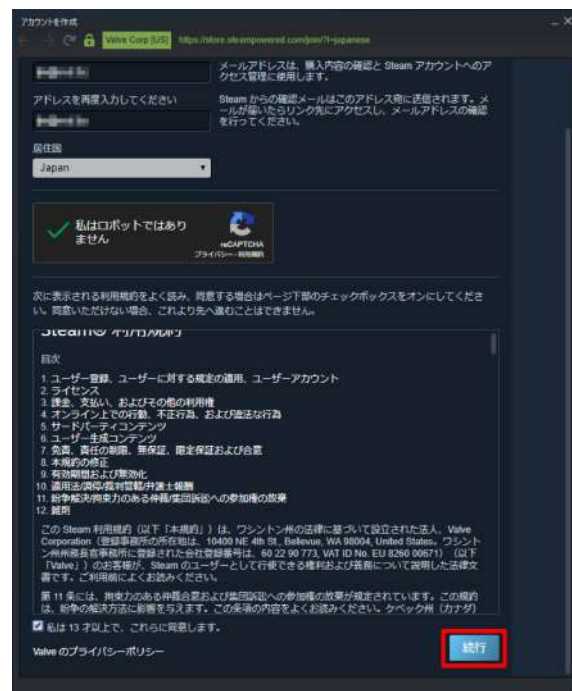 アカウントを作成
Valve Corp [US] https://store.steampowered.com/join/?l=japanese
メールアドレスは、購入内容の確認と Steam アカウントへのア
クセス管理に使用します。
アドレスを再度入力してください
Steam からの確認メールはこのアドレス宛に送信されます。メ
ールが届いたらリンク先にアクセスし、メールアドレスの確認
を行ってください。
居住国
Japan
私はロボットではあり
ません
reCAPTCHA
プライバシー - 利用規約
次に表示される利用規約をよく読み、同意する場合はページ下部のチェックボックスをオンにしてくださ
い。同意いただけない場合、これより先へ進むことはできません。
Steam® 利用規約
目次
1. ユーザー登録、ユーザーに対する規定の適用、ユーザーアカウント
2. ライセンス
3. 課金、支払い、およびその他の利用権
4. オンライン上での行動、不正行為、および違法な行為
5. サードパーティコンテンツ
6. ユーザー生成コンテンツ
7. 免責、責任の制限、無保証、限定保証および合意
8. 本規約の修正
9. 有効期間および無効化
10. 適用法/調停/裁判管轄/弁護士報酬
11. 紛争解決/拘束力のある仲裁/集団訴訟への参加権の放棄
12. 雑則
この Steam 利用規約（以下「本規約」）は、ワシントン州の法律に基づいて設立された法人、Valve
Corporation（登録事務所の所在地は、10400 NE 4th St., Bellevue, WA 98004, United States。ワシント
ン州州務長官事務所に登録された会社登録番号は、60 22 90 773, VAT ID No. EU 8260 00671）（以下
「Valve」）のお客様が、Steam のユーザーとして行使できる権利および義務について説明した法律文
書です。ご利用前によくお読みください。
第 11 条には、拘束力のある仲裁合意および集団訴訟への参加権の放棄が規定されています。この規約
は、紛争の解決方法に影響を与えます。この条項の内容をよくお読みください。ケベック州（カナダ）
私は 13 才以上で、これらに同意します。
Valve のプライバシーポリシー
続行